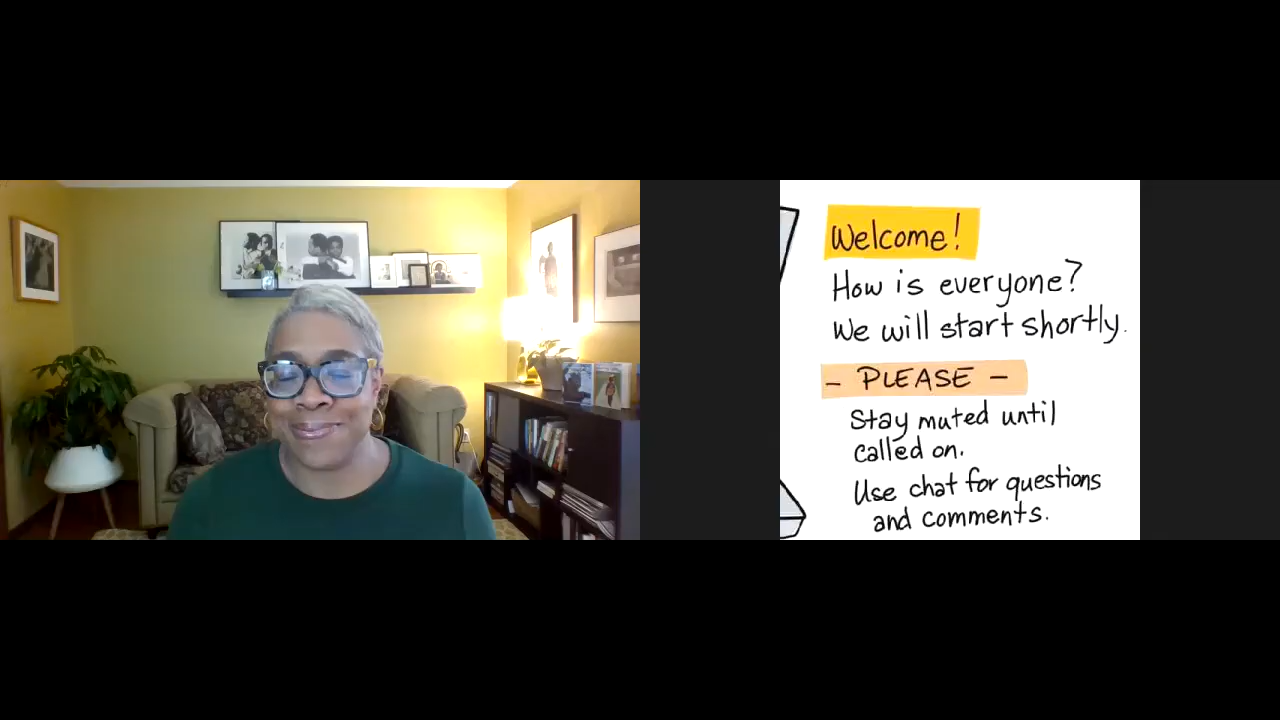 Welcome!
How is everyone?
We will start shortly.
- PLEASE -
Stay muted until
called on.
Use chat for questions
and comments.